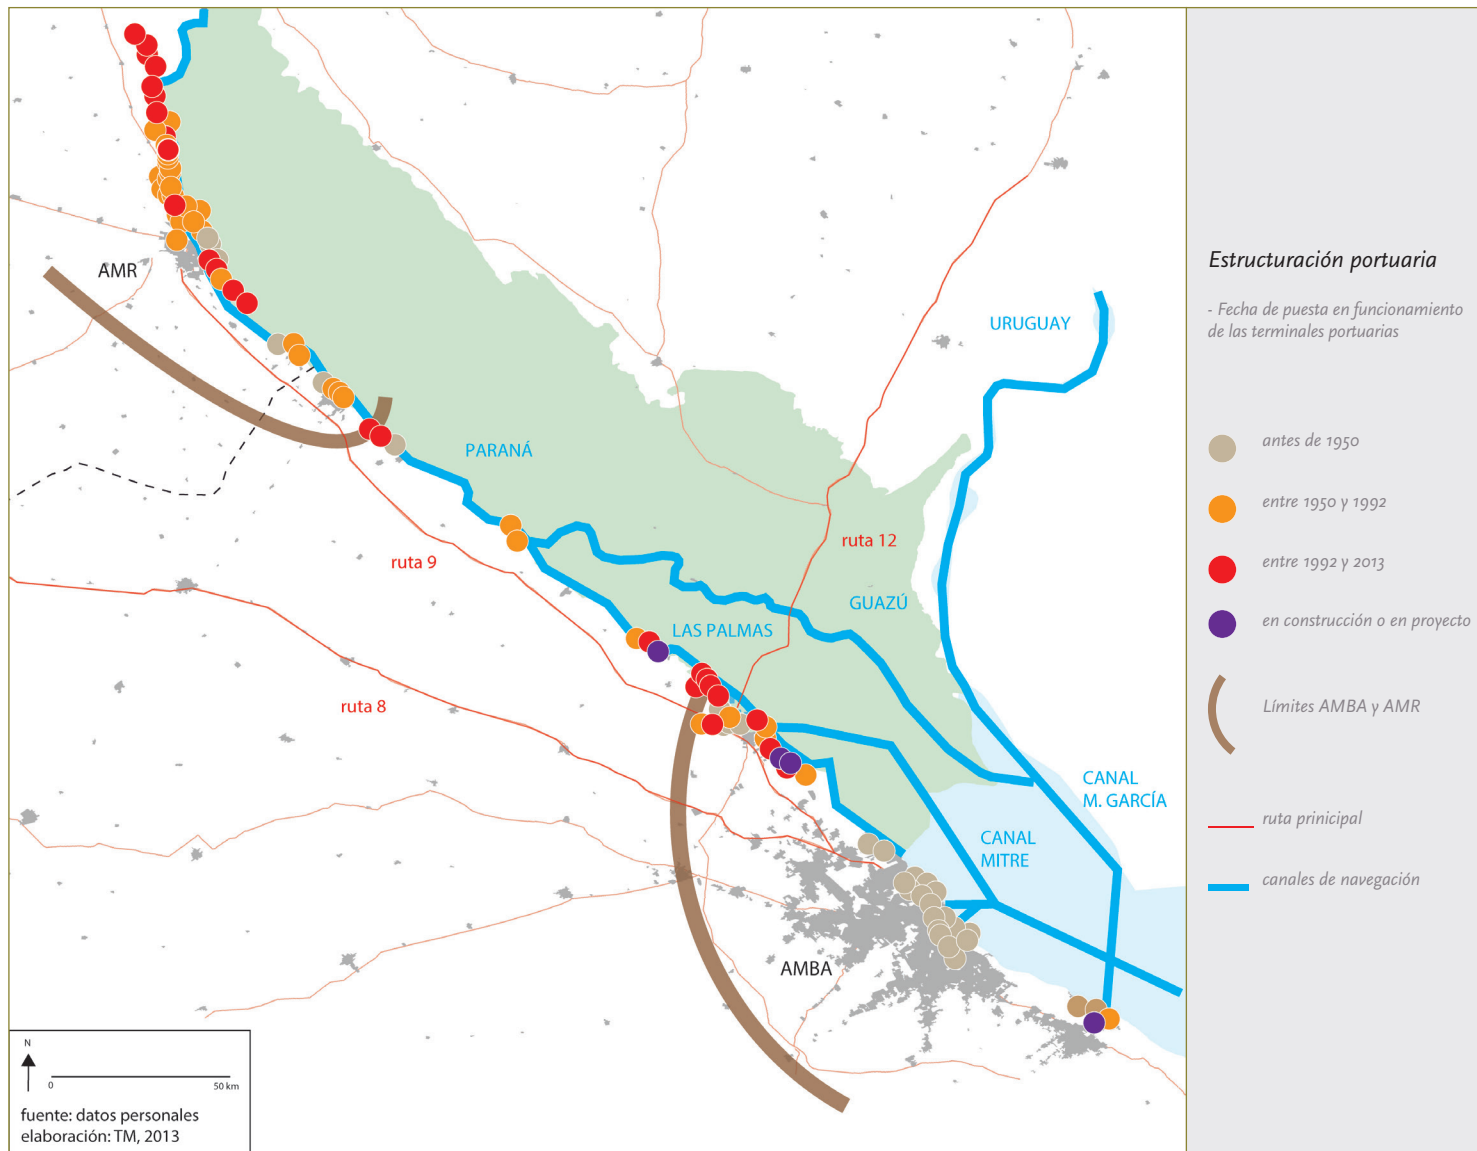 AMR
URUGUAY
PARANÁ
ruta 9
ruta 12
GUAZÚ
LAS PALMAS
ruta 8
CANAL
M. GARCÍA
CANAL
MITRE
AMBA
N
0
50 km
fuente: datos personales
elaboración: TM, 2013
Estructuración portuaria
- Fecha de puesta en funcionamiento
de las terminales portuarias
antes de 1950
entre 1950 y 1992
entre 1992 y 2013
en construcción o en proyecto
Límites AMBA y AMR
ruta prinicipal
canales de navegación